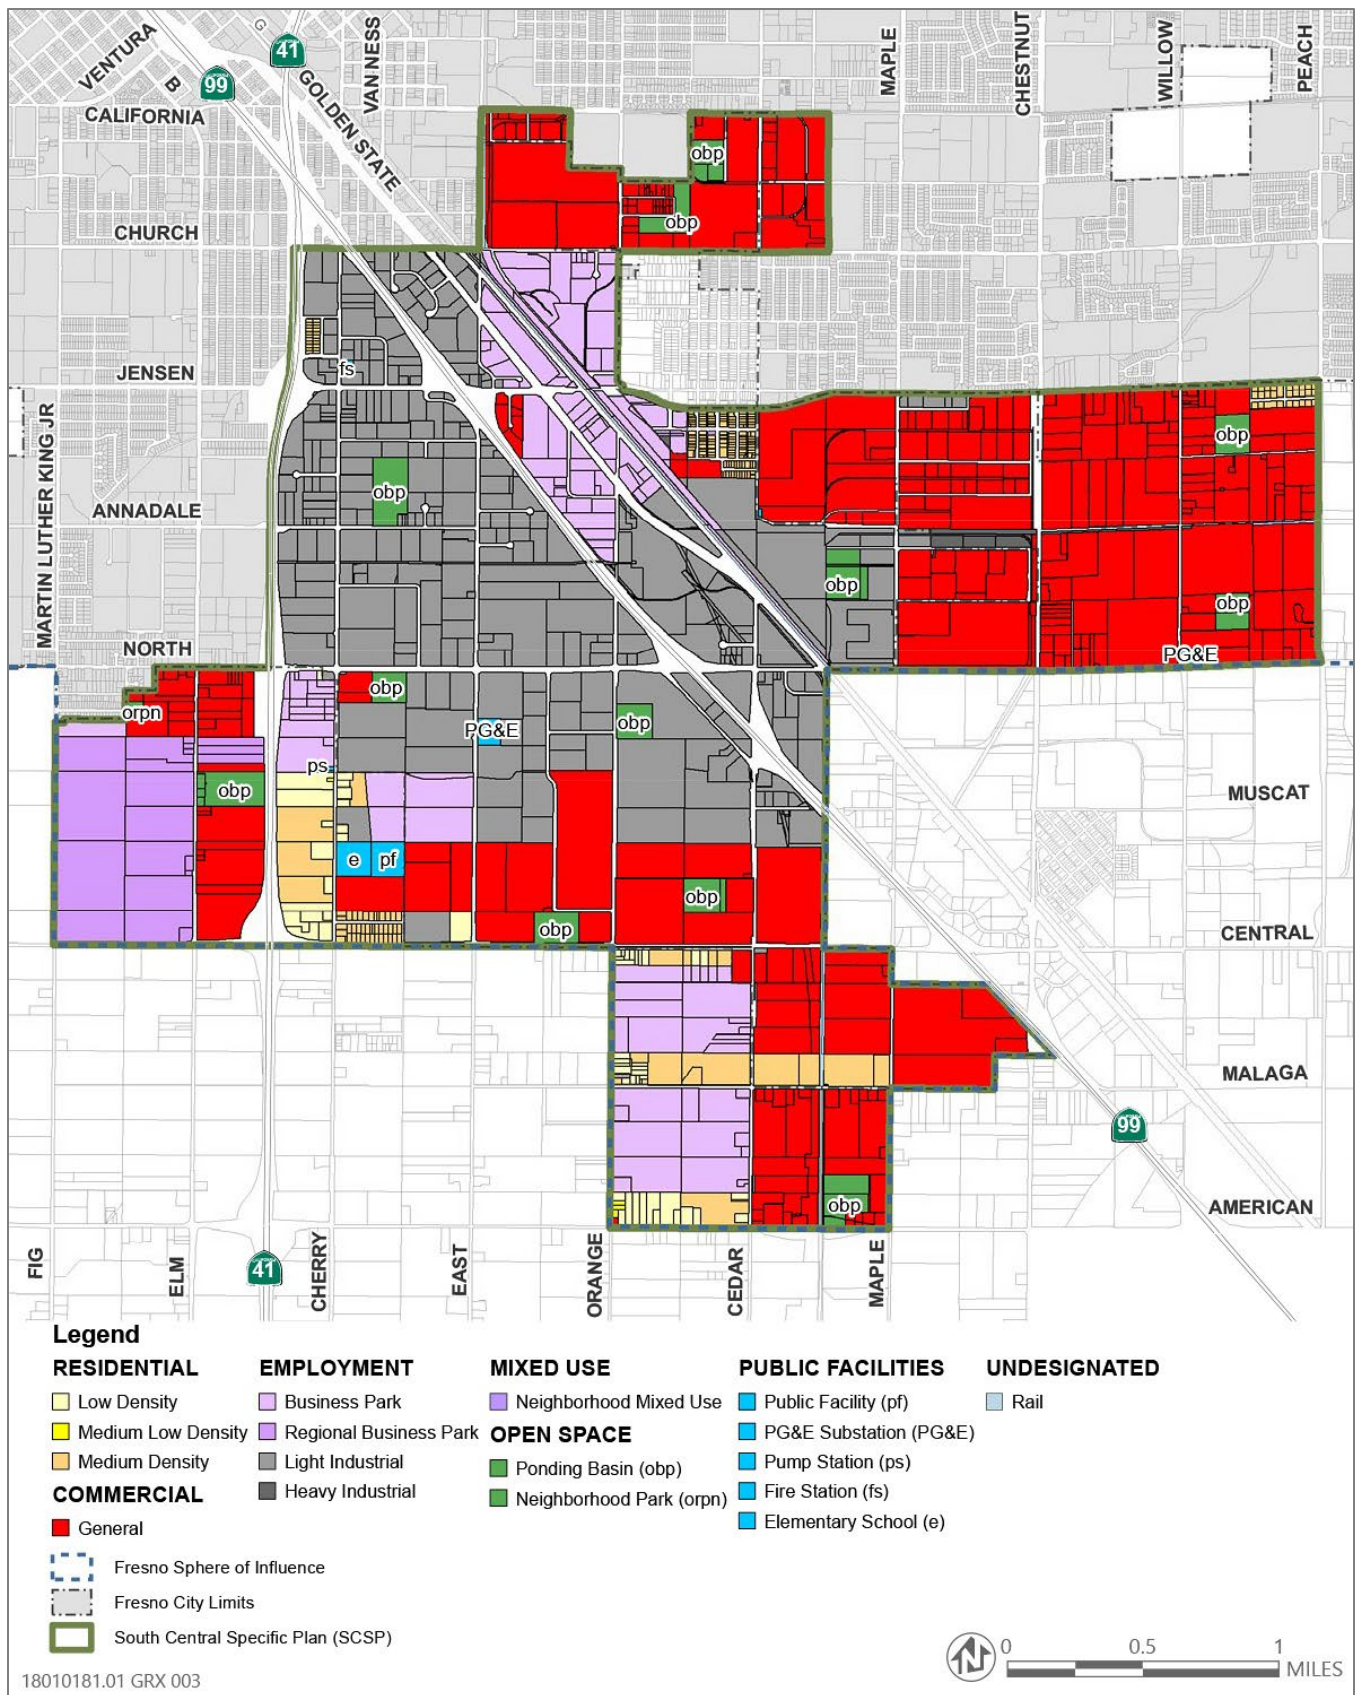 VENTURA
G
B
41
99
GOLDEN STATE
VAN NESS
MAPLE
CHESTNUT
WILLOW
PEACH
CALIFORNIA
obp
obp
CHURCH
JENSEN
fs
MARTIN LUTHER KING JR
obp
obp
ANNADALE
obp
obp
NORTH
PG&E
orpn
obp
PG&E
obp
ps
obp
MUSCAT
e
pf
obp
obp
CENTRAL
MALAGA
99
obp
AMERICAN
FIG
ELM
41
CHERRY
EAST
ORANGE
CEDAR
MAPLE
Legend
RESIDENTIAL
Low Density
Medium Low Density
Medium Density
COMMERCIAL
General
EMPLOYMENT
Business Park
Regional Business Park
Light Industrial
Heavy Industrial
MIXED USE
Neighborhood Mixed Use
OPEN SPACE
Ponding Basin (obp)
Neighborhood Park (orpn)
PUBLIC FACILITIES
Public Facility (pf)
PG&E Substation (PG&E)
Pump Station (ps)
Fire Station (fs)
Elementary School (e)
UNDESIGNATED
Rail
Fresno Sphere of Influence
Fresno City Limits
South Central Specific Plan (SCSP)
N
0 0.5 1
MILES
18010181.01 GRX 003